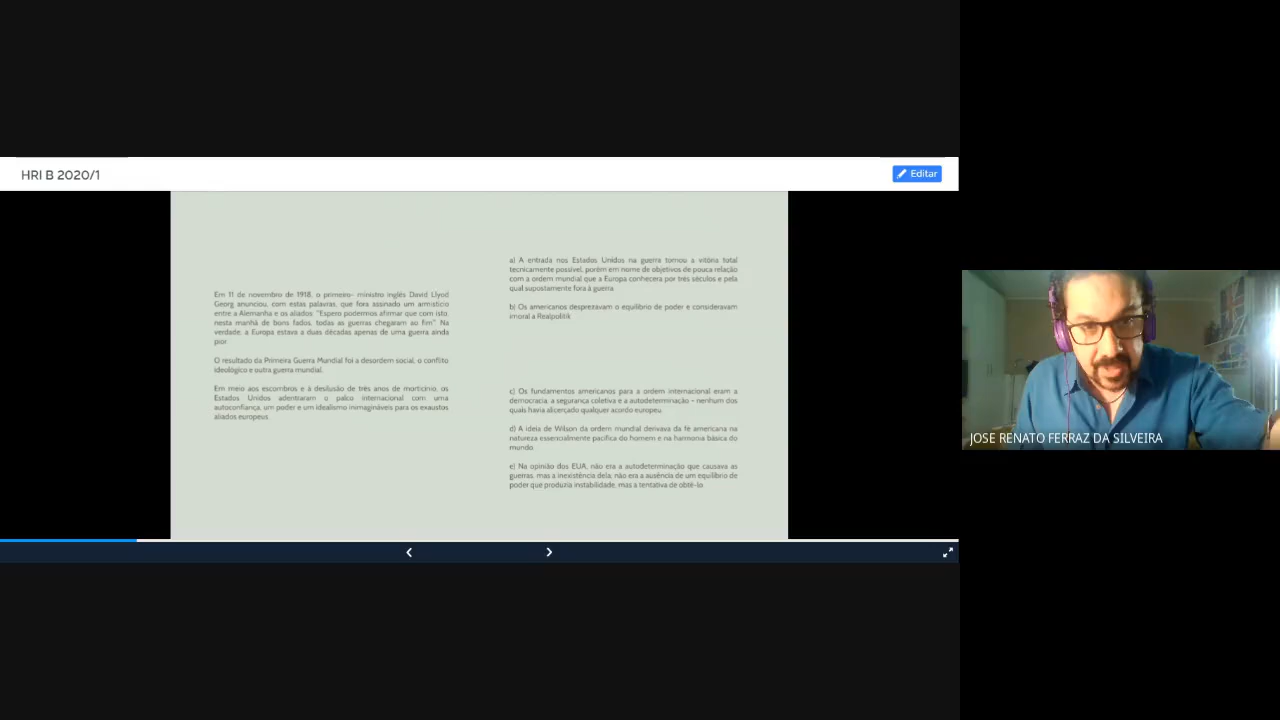 HRI B 2020/1
Editar
Em 11 de novembro de 1918, o primeiro- ministro inglês David Llyod
Georg anunciou, com estas palavras, que fora assinado um armistício
entre a Alemanha e os aliados: "Espero podermos afirmar que com isto,
nesta manhã de bons fados, todas as guerras chegaram ao fim". Na
verdade, a Europa estava a duas décadas apenas de uma guerra ainda
pior.
O resultado da Primeira Guerra Mundial foi a desordem social, o conflito
ideológico e outra guerra mundial.
Em meio aos escombros e à desilusão de três anos de morticínio, os
Estados Unidos adentraram o palco internacional com uma
autoconfiança, um poder e um idealismo inimagináveis para os exaustos
aliados europeus.
a) A entrada nos Estados Unidos na guerra tornou a vitória total
tecnicamente possível, porém em nome de objetivos de pouca relação
com a ordem mundial que a Europa conhecera por três séculos e pela
qual supostamente fora à guerra
b) Os americanos desprezavam o equilíbrio de poder e consideravam
imoral a Realpolitik
c) Os fundamentos americanos para a ordem internacional eram a
democracia, a segurança coletiva e a autodeterminação - nenhum dos
quais havia alicerçado qualquer acordo europeu.
d) A ideia de Wilson da ordem mundial derivava da fé americana na
natureza essencialmente pacífica do homem e na harmonia básica do
mundo
e) Na opinião dos EUA, não era a autodeterminação que causava as
guerras, mas a inexistência dela, não era a ausência de um equilíbrio de
poder que produzia instabilidade, mas a tentativa de obtê-lo
JOSE RENATO FERRAZ DA SILVEIRA